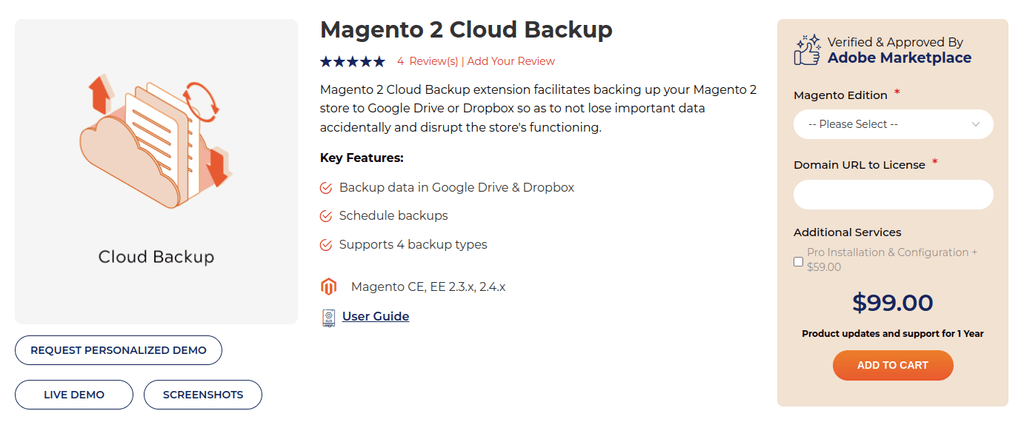 Cloud Backup
REQUEST PERSONALIZED DEMO
LIVE DEMO
SCREENSHOTS
Magento 2 Cloud Backup
4 Review(s) | Add Your Review
Magento 2 Cloud Backup extension facilitates backing up your Magento 2
store to Google Drive or Dropbox so as to not lose important data
accidentally and disrupt the store's functioning.
Key Features:
Backup data in Google Drive & Dropbox
Schedule backups
Supports 4 backup types
Magento CE, EE 2.3.x, 2.4.x
User Guide
Verified & Approved By
Adobe Marketplace
Magento Edition *
-- Please Select --
Domain URL to License *
Additional Services
Pro Installation & Configuration +
$59.00
$99.00
Product updates and support for 1 Year
ADD TO CART